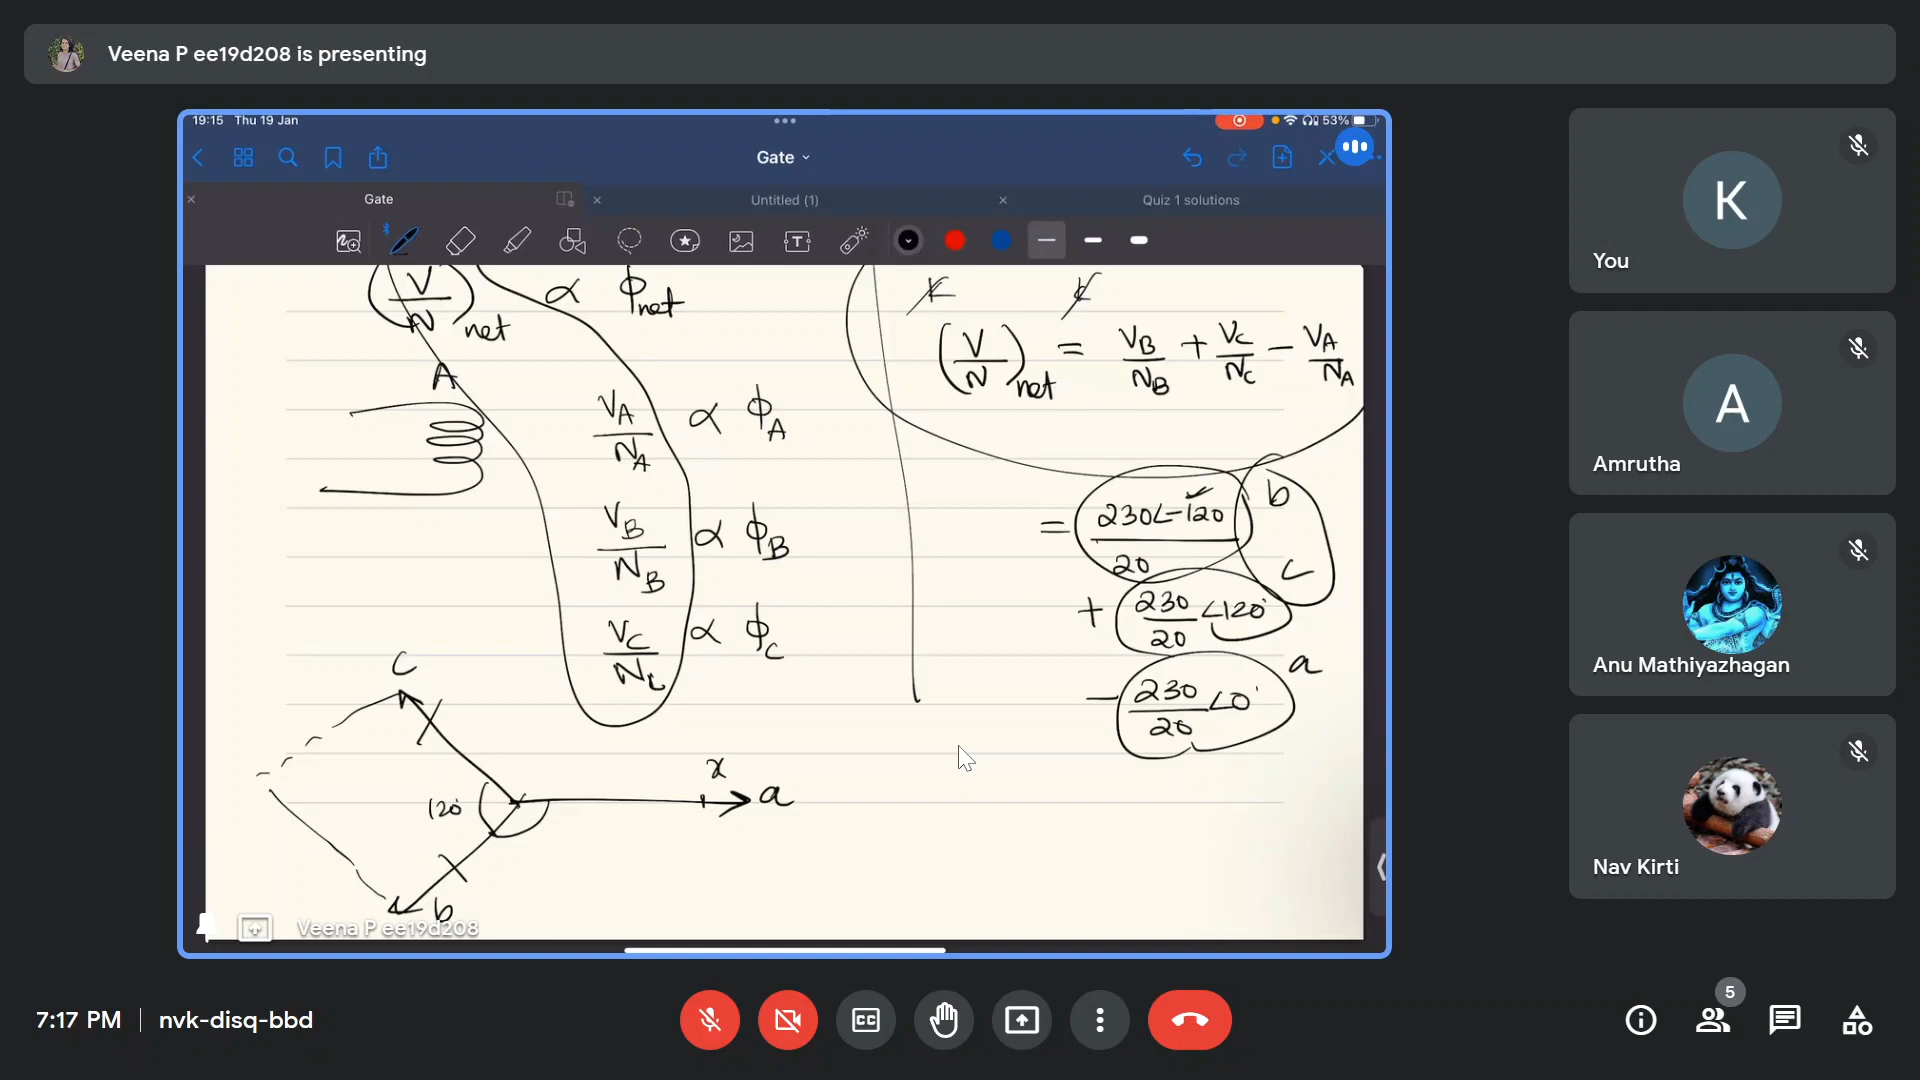 Veena P ee19d208 is presenting
19:15 Thu 19 Jan
53%
Gate
Gate
Untitled (1)
Quiz 1 solutions
(V/N)net ∝ ϕnet
A
VA/NA ∝ ϕA
VB/NB ∝ ϕB
VC/NC ∝ ϕC
(V/N)net = VB/NB + VC/NC − VA/NA
= 230∠−120/20 b
c
+ 230/20 ∠120°
− 230/20 ∠0° a
c
120°
x
a
b
Veena P ee19d208
K
You
A
Amrutha
Anu Mathiyazhagan
Nav Kirti
7:17 PM | nvk-disq-bbd
CC
5